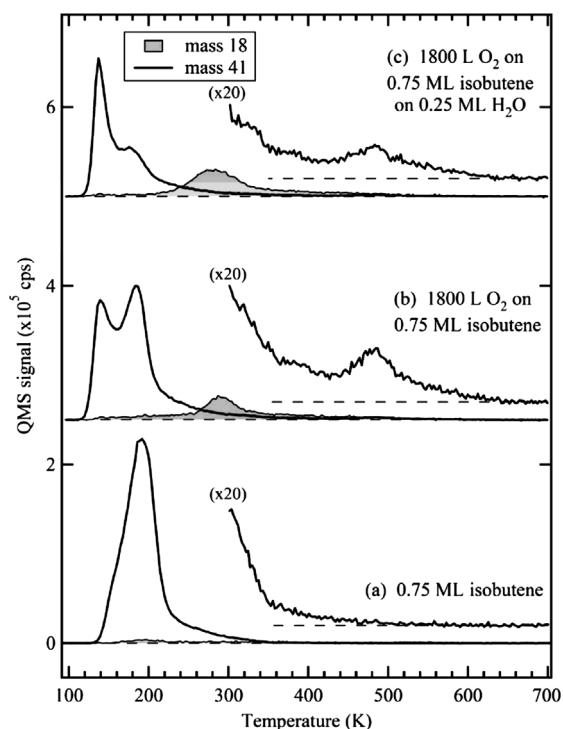 mass 18
mass 41
(c) 1800 L O₂ on
0.75 ML isobutene
on 0.25 ML H₂O
(x20)
6
(x20)
4
(b) 1800 L O₂ on
0.75 ML isobutene
QMS signal (x10⁵ cps)
2
(x20)
(a) 0.75 ML isobutene
0
100 200 300 400 500 600 700
Temperature (K)